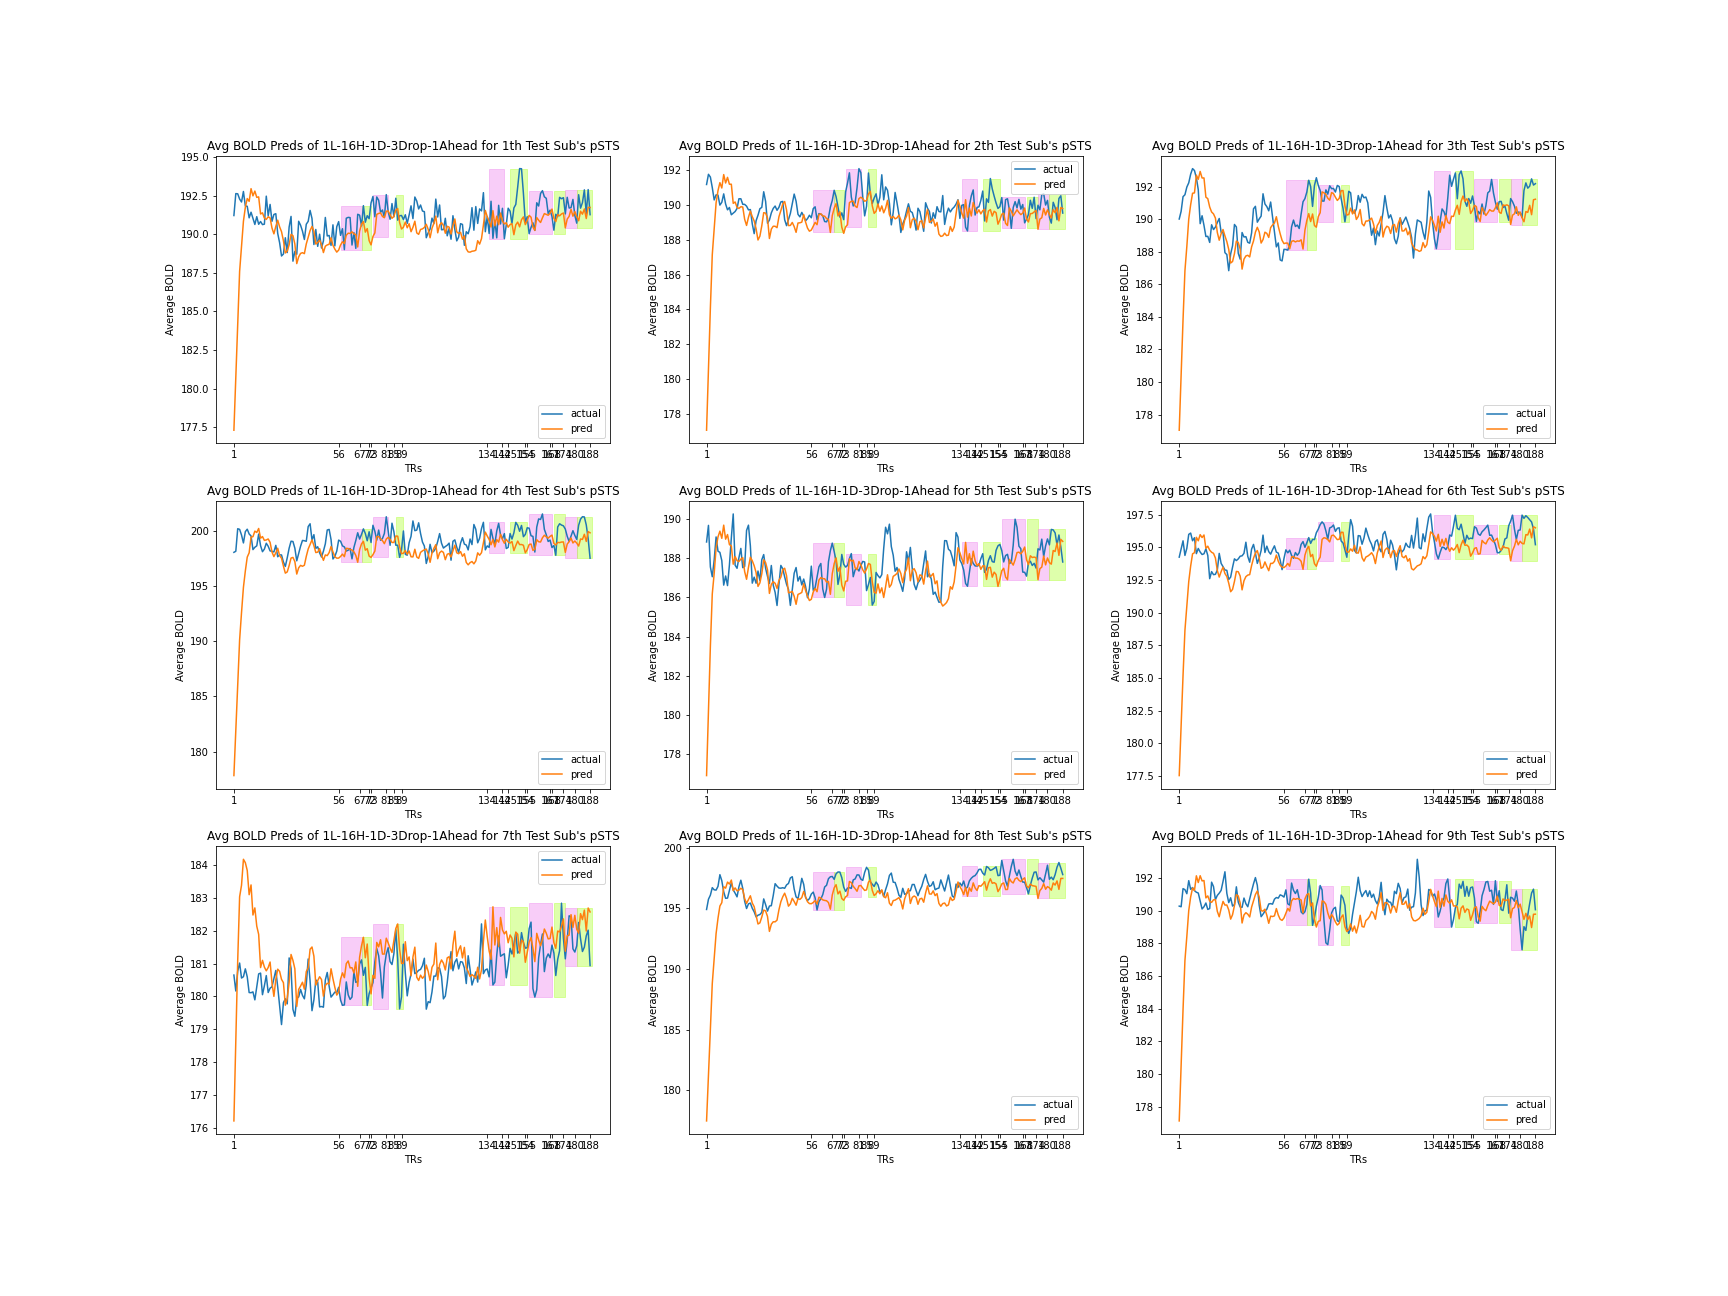 Avg BOLD Preds of 1L-16H-1D-3Drop-1Ahead for 1th Test Sub's pSTS
195.0
192.5
190.0
187.5
185.0
182.5
180.0
177.5
Average BOLD
actual
pred
1 56
TRs
Avg BOLD Preds of 1L-16H-1D-3Drop-1Ahead for 2th Test Sub's pSTS
192
190
188
186
184
182
180
178
Average BOLD
actual
pred
1 56
TRs
Avg BOLD Preds of 1L-16H-1D-3Drop-1Ahead for 3th Test Sub's pSTS
192
190
188
186
184
182
180
178
Average BOLD
actual
pred
1 56
TRs
Avg BOLD Preds of 1L-16H-1D-3Drop-1Ahead for 4th Test Sub's pSTS
200
195
190
185
180
Average BOLD
actual
pred
1 56
TRs
Avg BOLD Preds of 1L-16H-1D-3Drop-1Ahead for 5th Test Sub's pSTS
190
188
186
184
182
180
178
Average BOLD
actual
pred
1 56
TRs
Avg BOLD Preds of 1L-16H-1D-3Drop-1Ahead for 6th Test Sub's pSTS
197.5
195.0
192.5
190.0
187.5
185.0
182.5
180.0
177.5
Average BOLD
actual
pred
1 56
TRs
Avg BOLD Preds of 1L-16H-1D-3Drop-1Ahead for 7th Test Sub's pSTS
184
183
182
181
180
179
178
177
176
Average BOLD
actual
pred
1 56
TRs
Avg BOLD Preds of 1L-16H-1D-3Drop-1Ahead for 8th Test Sub's pSTS
200
195
190
185
180
Average BOLD
actual
pred
1 56
TRs
Avg BOLD Preds of 1L-16H-1D-3Drop-1Ahead for 9th Test Sub's pSTS
192
190
188
186
184
182
180
178
Average BOLD
actual
pred
1 56
TRs